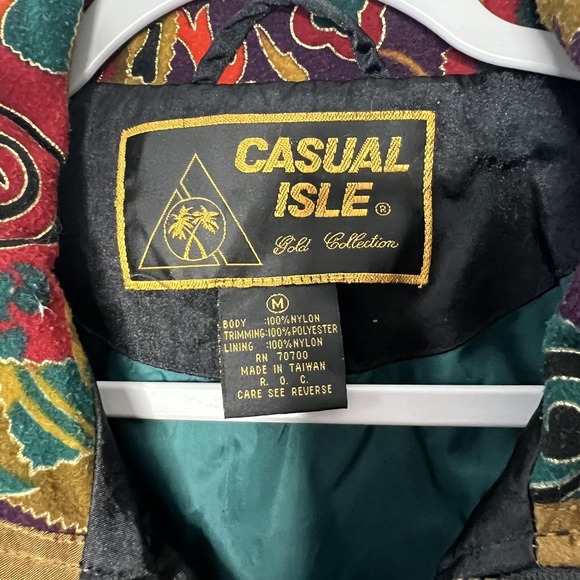 CASUAL
ISLE ®
Gold Collection
M
BODY :100%NYLON
TRIMMING:100%POLYESTER
LINING :100%NYLON
RN 70700
MADE IN TAIWAN
R. O. C.
CARE SEE REVERSE